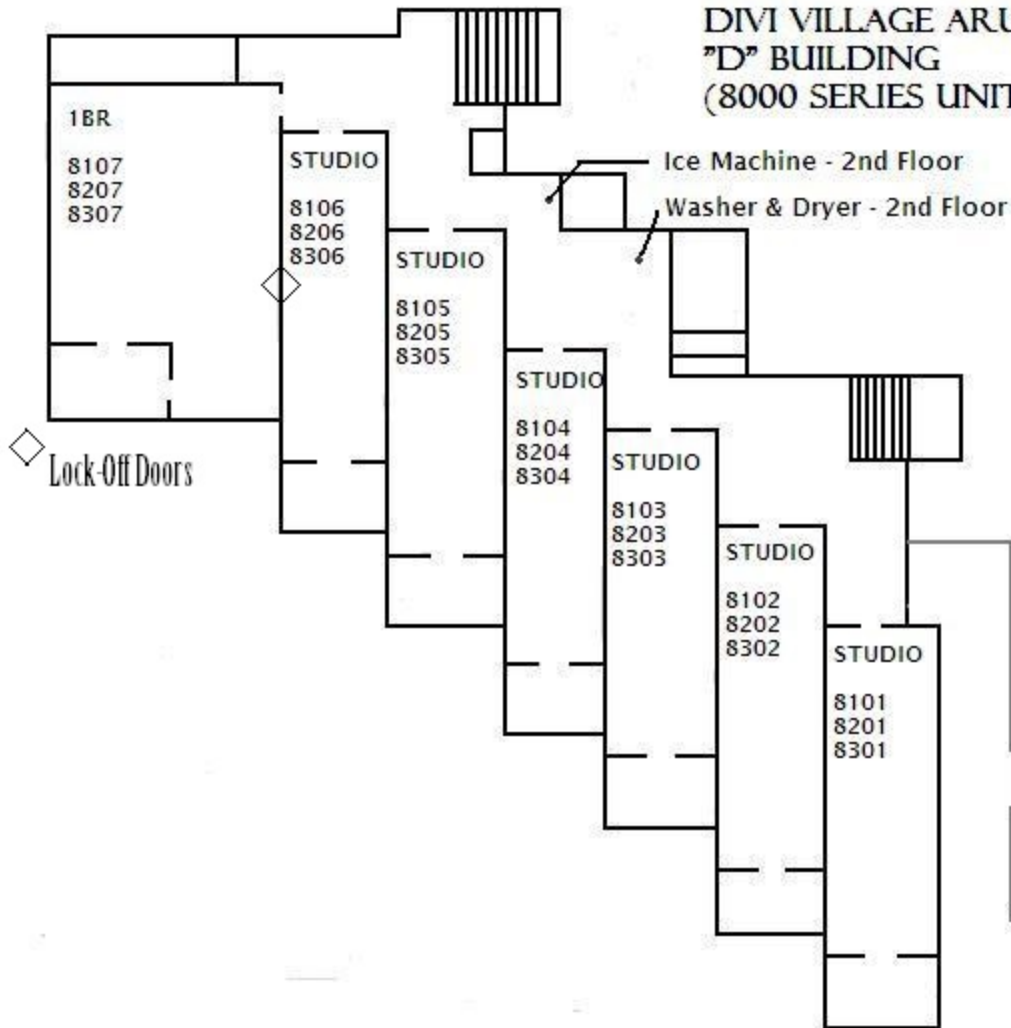 DIVI VILLAGE ARU
"D" BUILDING
(8000 SERIES UNIT
1BR
8107
8207
8307
STUDIO
8106
8206
8306
Ice Machine - 2nd Floor
Washer & Dryer - 2nd Floor
STUDIO
8105
8205
8305
STUDIO
8104
8204
8304
Lock-Off Doors
STUDIO
8103
8203
8303
STUDIO
8102
8202
8302
STUDIO
8101
8201
8301